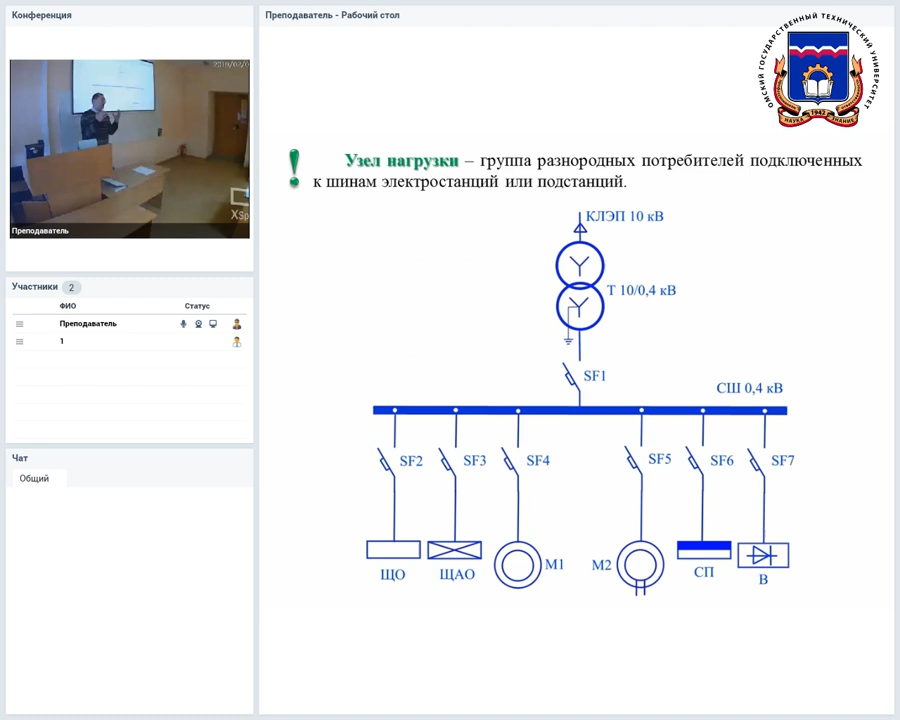 Конференция
Преподаватель
Участники 2
ФИО Статус
Преподаватель
1
Чат
Общий
Преподаватель - Рабочий стол
ОМСКИЙ ГОСУДАРСТВЕННЫЙ ТЕХНИЧЕСКИЙ УНИВЕРСИТЕТ
НАУКА 1942 ЗНАНИЕ
! Узел нагрузки – группа разнородных потребителей подключенных
к шинам электростанций или подстанций.
КЛЭП 10 кВ
Т 10/0,4 кВ
SF1
СШ 0,4 кВ
SF2 SF3 SF4 SF5 SF6 SF7
М1 М2
ЩО ЩАО СП В